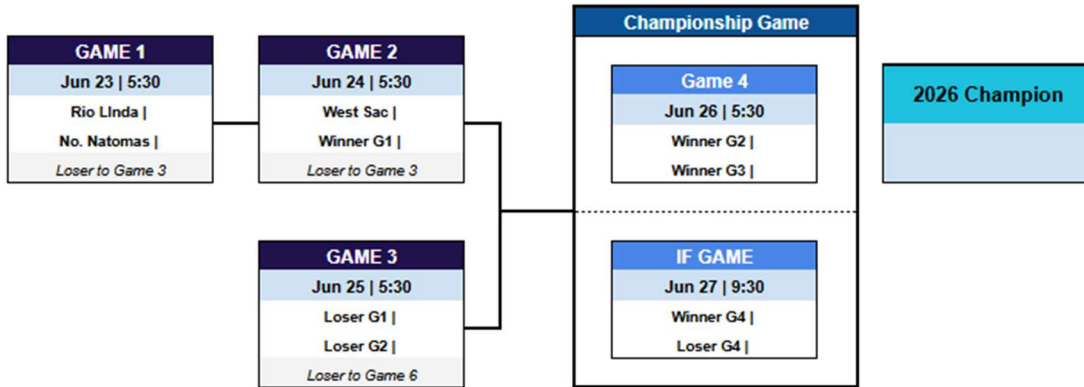 GAME 1
Jun 23 | 5:30
Rio LInda |
No. Natomas |
Loser to Game 3
GAME 2
Jun 24 | 5:30
West Sac |
Winner G1 |
Loser to Game 3
GAME 3
Jun 25 | 5:30
Loser G1 |
Loser G2 |
Loser to Game 6
Championship Game
Game 4
Jun 26 | 5:30
Winner G2 |
Winner G3 |
IF GAME
Jun 27 | 9:30
Winner G4 |
Loser G4 |
2026 Champion